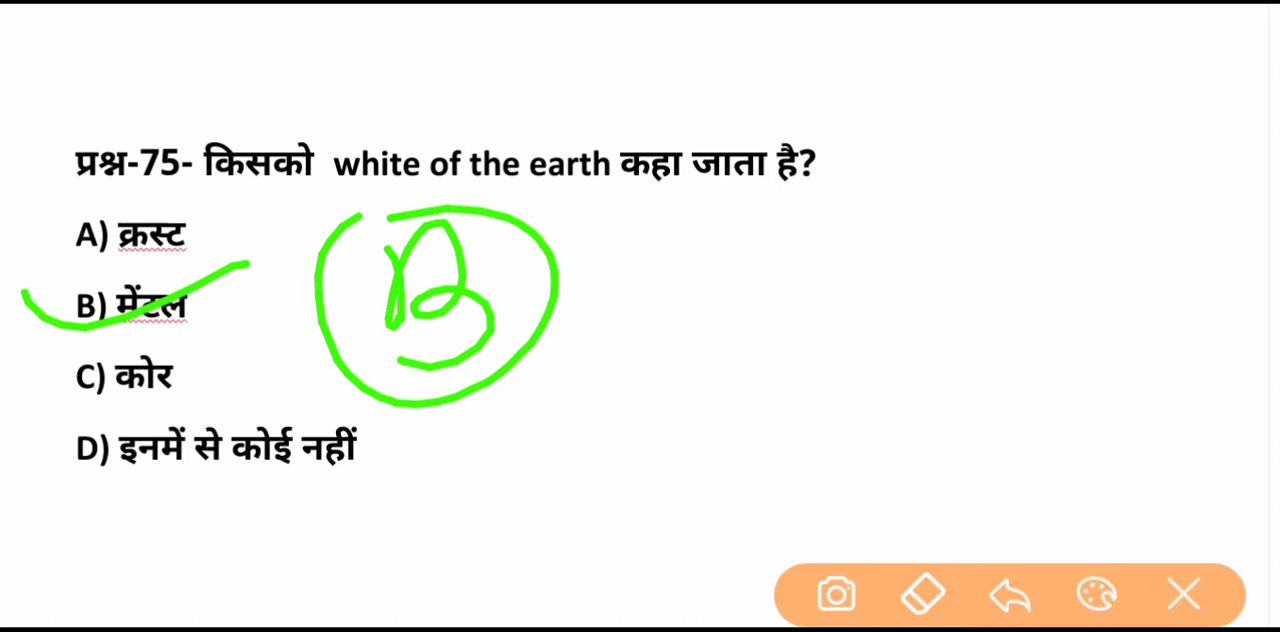 प्रश्न-75- किसको white of the earth कहा जाता है?
A) क्रस्ट
B) मेंटल
B
C) कोर
D) इनमें से कोई नहीं